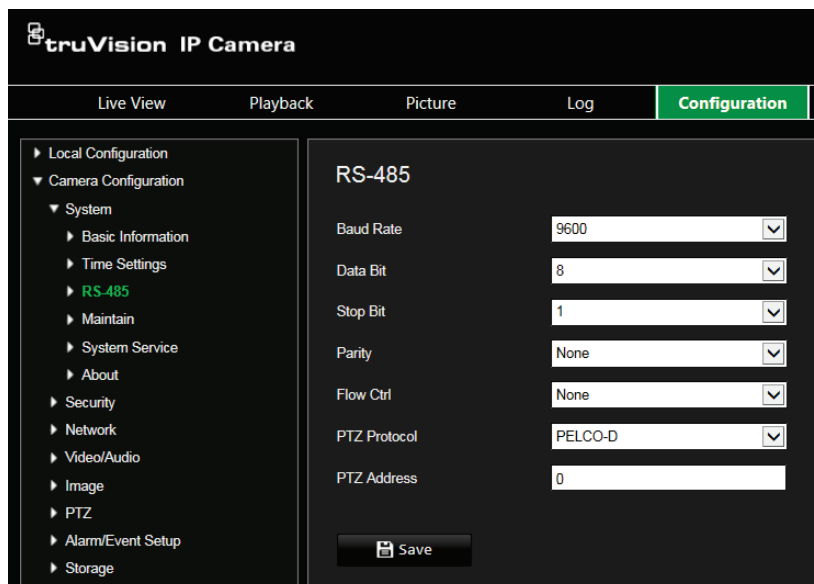 truVision IP Camera
Live View Playback Picture Log Configuration
Local Configuration
Camera Configuration
System
Basic Information
Time Settings
RS-485
Maintain
System Service
About
Security
Network
Video/Audio
Image
PTZ
Alarm/Event Setup
Storage
RS-485
Baud Rate 9600
Data Bit 8
Stop Bit 1
Parity None
Flow Ctrl None
PTZ Protocol PELCO-D
PTZ Address 0
Save